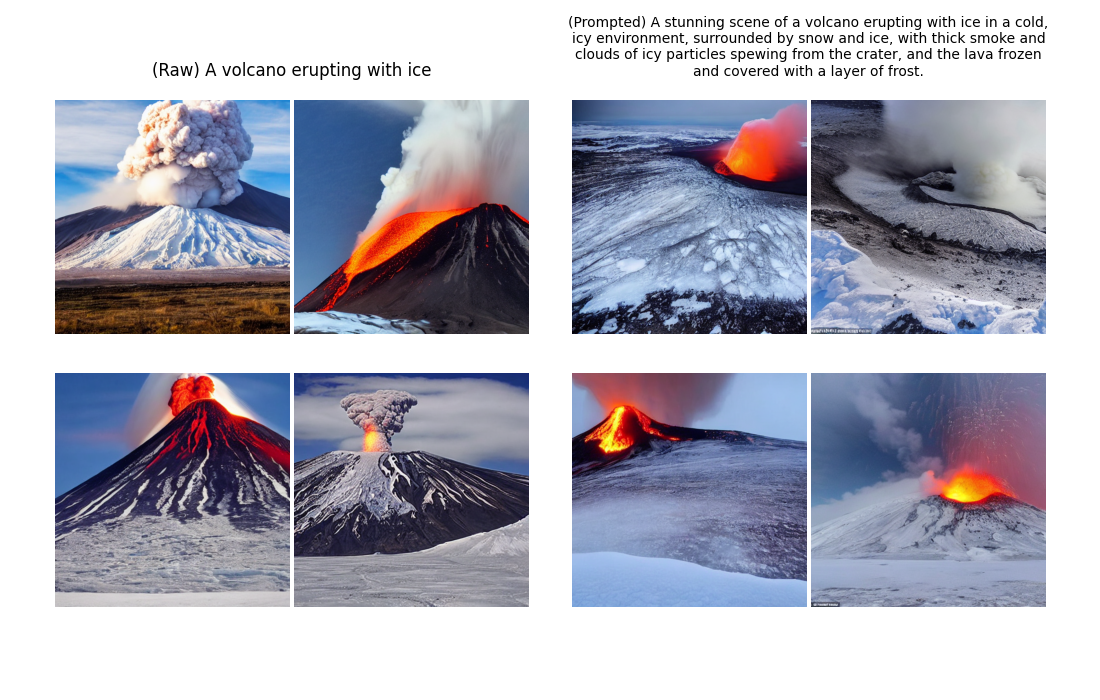 (Raw) A volcano erupting with ice
(Prompted) A stunning scene of a volcano erupting with ice in a cold,
icy environment, surrounded by snow and ice, with thick smoke and
clouds of icy particles spewing from the crater, and the lava frozen
and covered with a layer of frost.